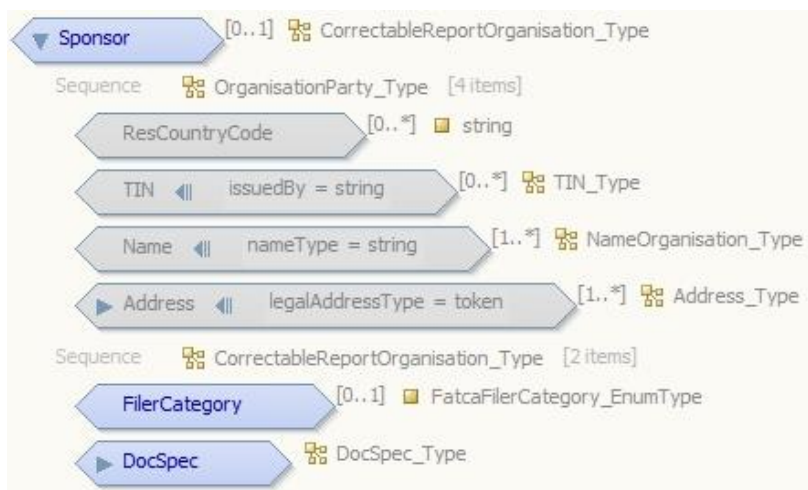 Sponsor [0..1] CorrectableReportOrganisation_Type
Sequence OrganisationParty_Type [4 items]
ResCountryCode [0..*] string
TIN issuedBy = string [0..*] TIN_Type
Name nameType = string [1..*] NameOrganisation_Type
Address legalAddressType = token [1..*] Address_Type
Sequence CorrectableReportOrganisation_Type [2 items]
FilerCategory [0..1] FatcaFilerCategory_EnumType
DocSpec DocSpec_Type